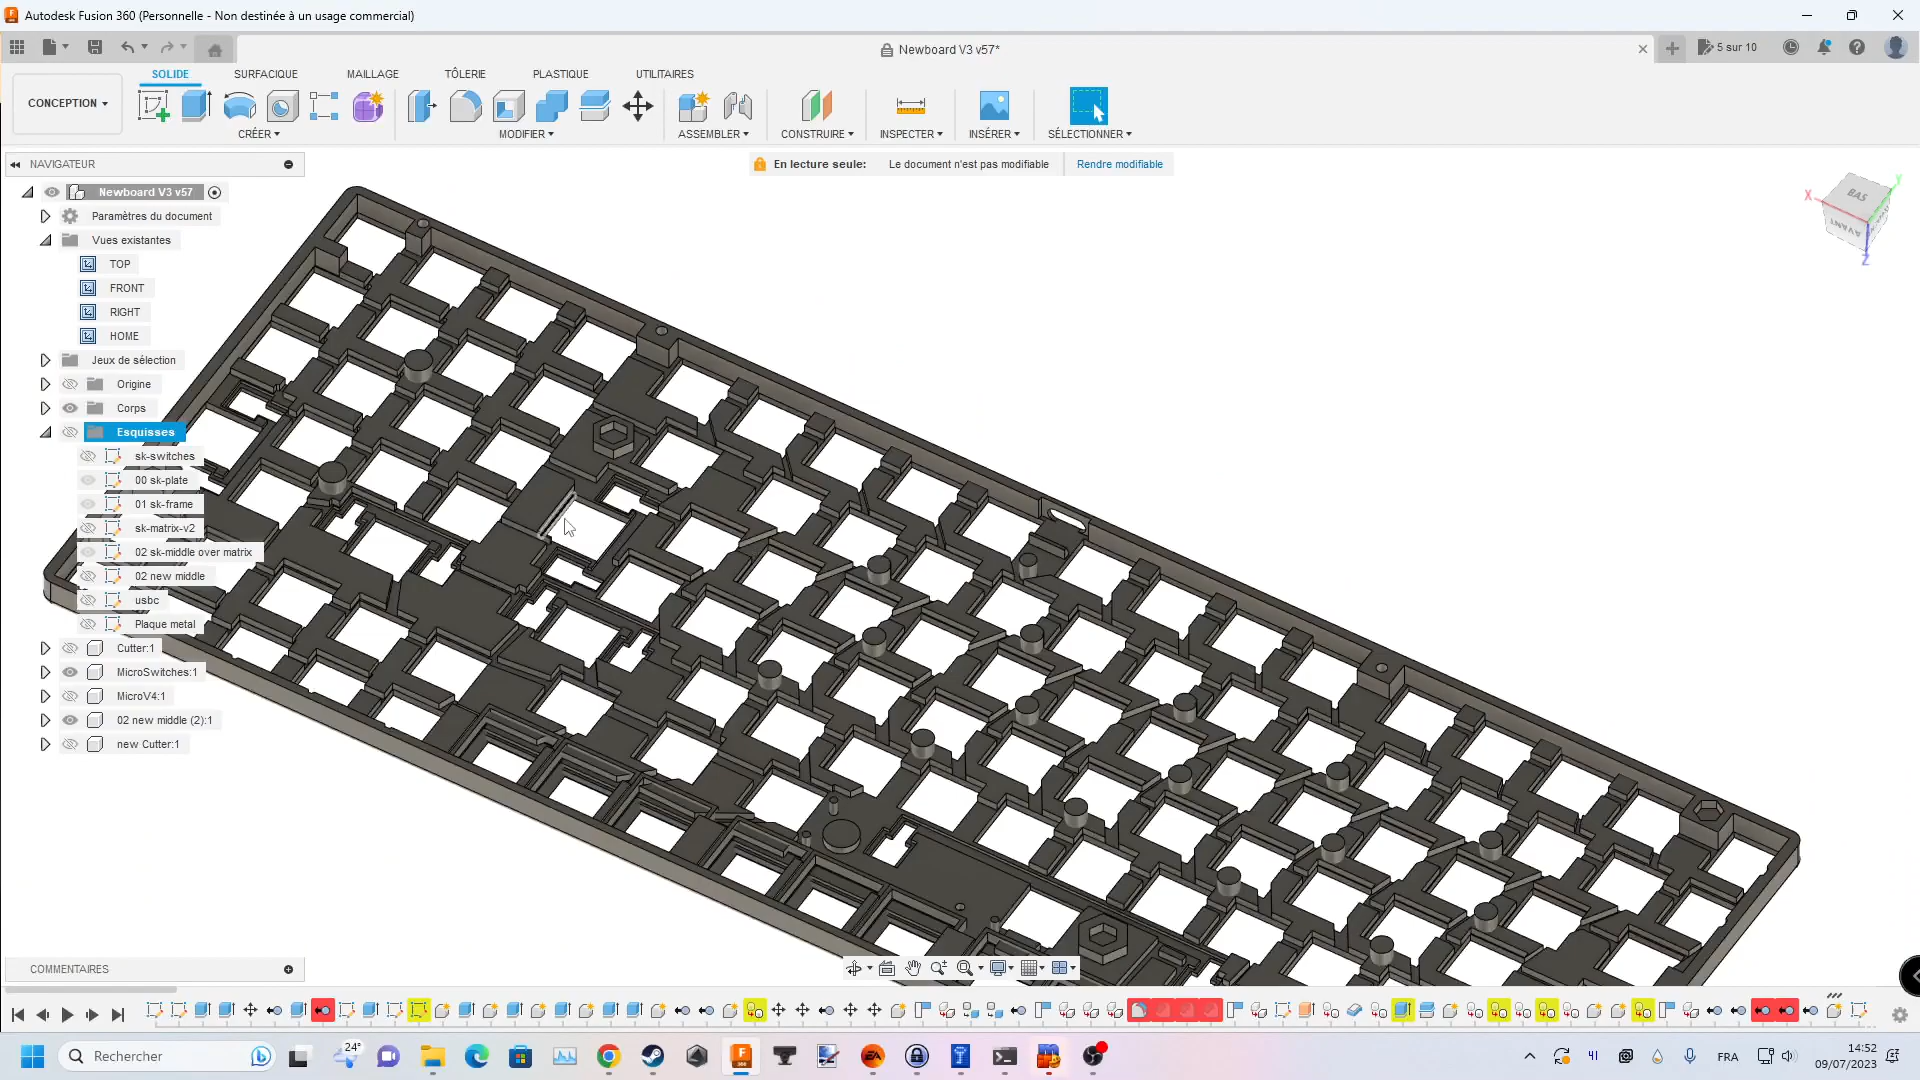 Autodesk Fusion 360 (Personnelle - Non destinée à un usage commercial)
Newboard V3 v57*
5 sur 10
CONCEPTION
SOLIDE
SURFACIQUE
MAILLAGE
TÔLERIE
PLASTIQUE
UTILITAIRES
CRÉER
MODIFIER
ASSEMBLER
CONSTRUIRE
INSPECTER
INSÉRER
SÉLECTIONNER
NAVIGATEUR
En lecture seule:
Le document n'est pas modifiable
Rendre modifiable
Newboard V3 v57
Paramètres du document
Vues existantes
TOP
FRONT
RIGHT
HOME
Jeux de sélection
Origine
Corps
Esquisses
sk-switches
00 sk-plate
01 sk-frame
sk-matrix-v2
02 sk-middle over matrix
02 new middle
usbc
Plaque metal
Cutter:1
MicroSwitches:1
MicroV4:1
02 new middle (2):1
new Cutter:1
X
Y
Z
BAS
AVANT
COMMENTAIRES
Rechercher
24°
FRA
14:52
09/07/2023